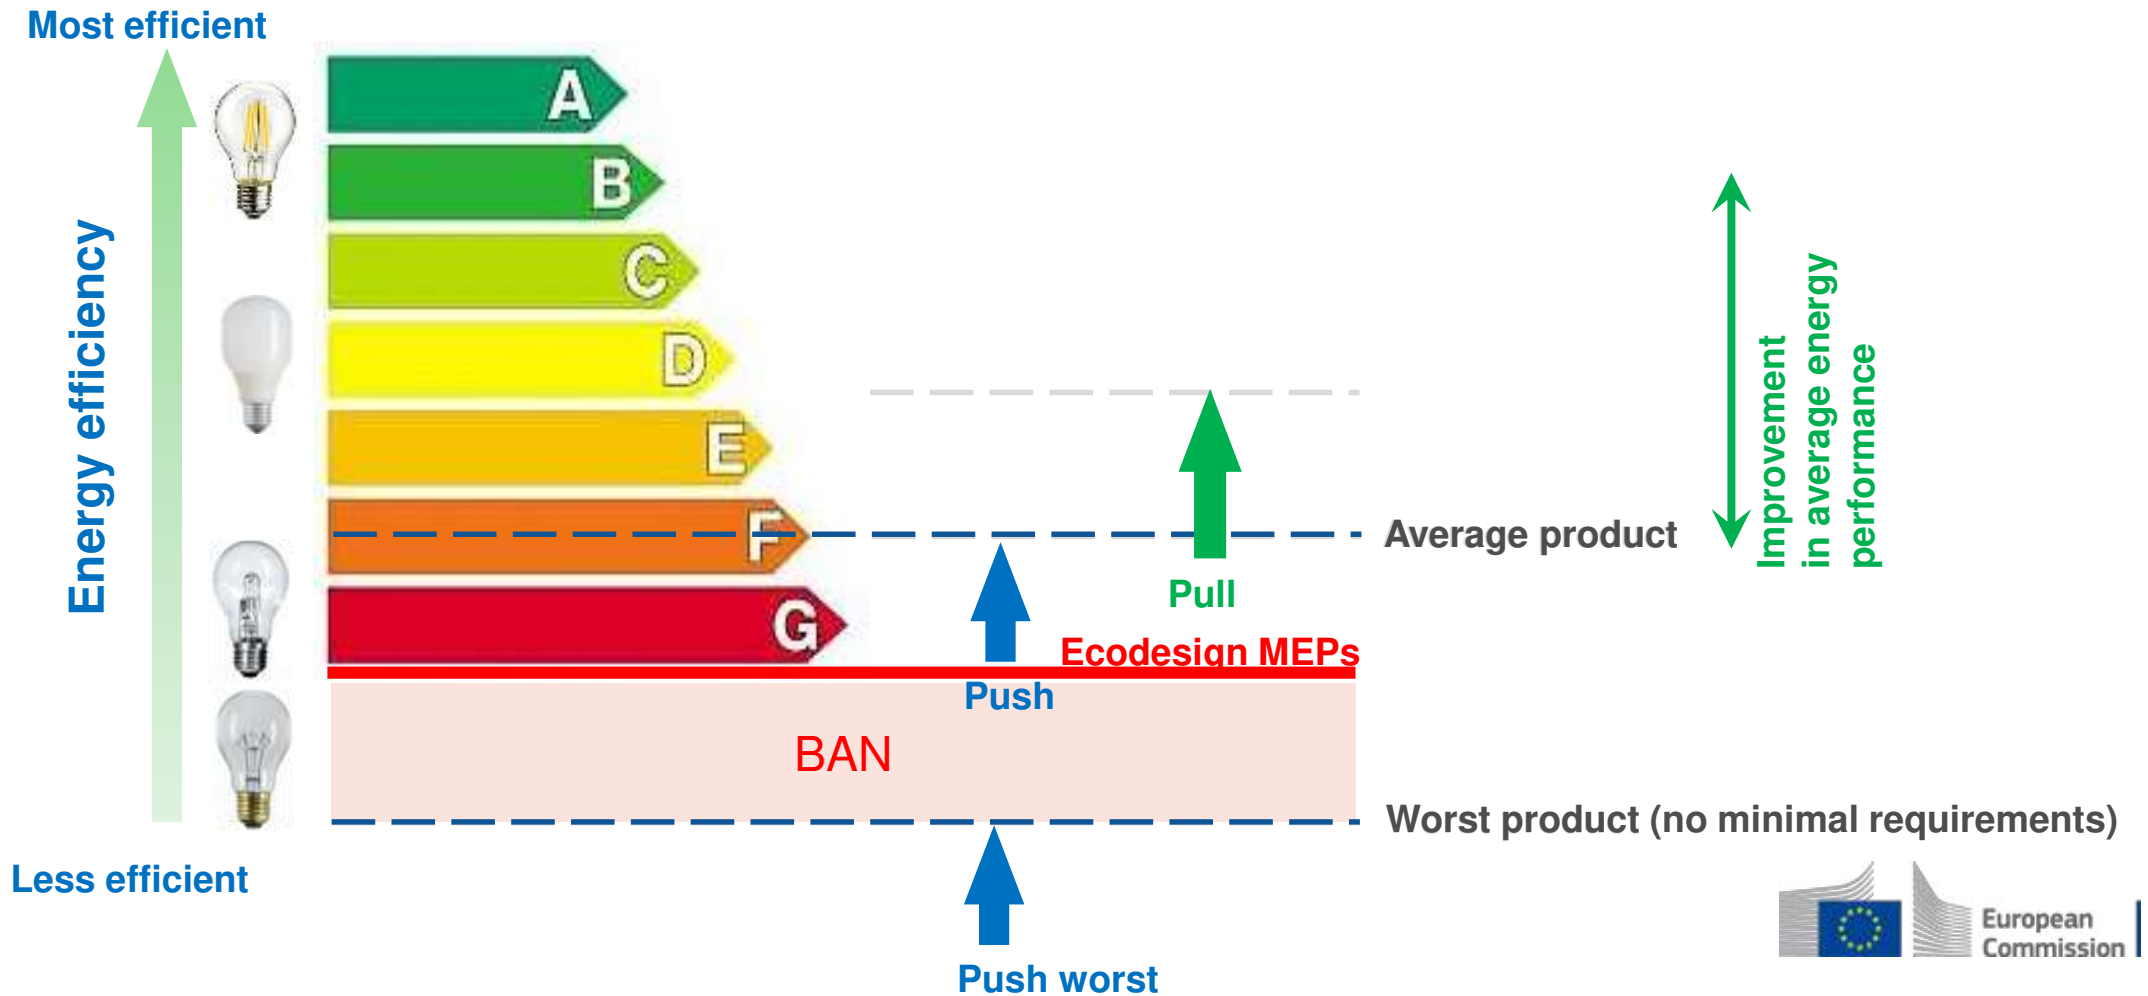 Most efficient
Energy efficiency
A
B
C
D
E
F
G
Average product
Improvement
in average energy
performance
Pull
Ecodesign MEPs
Push
BAN
Worst product (no minimal requirements)
Less efficient
Push worst
European
Commission